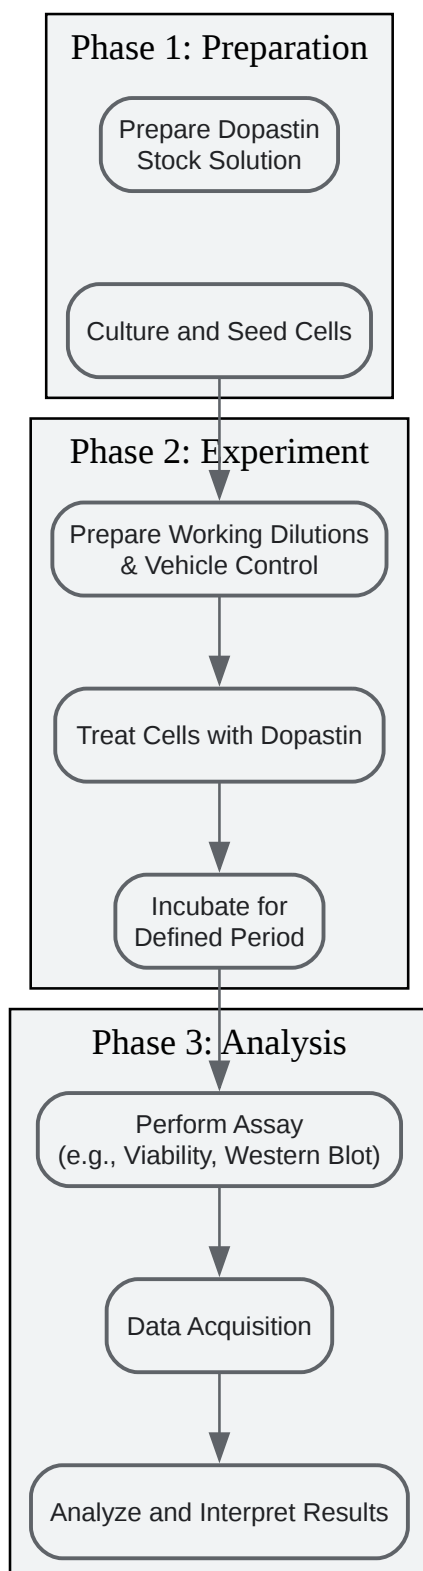 Phase 1: Preparation
Prepare Dopastin
Stock Solution
Culture and Seed Cells
Phase 2: Experiment
Prepare Working Dilutions
& Vehicle Control
Treat Cells with Dopastin
Incubate for
Defined Period
Phase 3: Analysis
Perform Assay
(e.g., Viability, Western Blot)
Data Acquisition
Analyze and Interpret Results